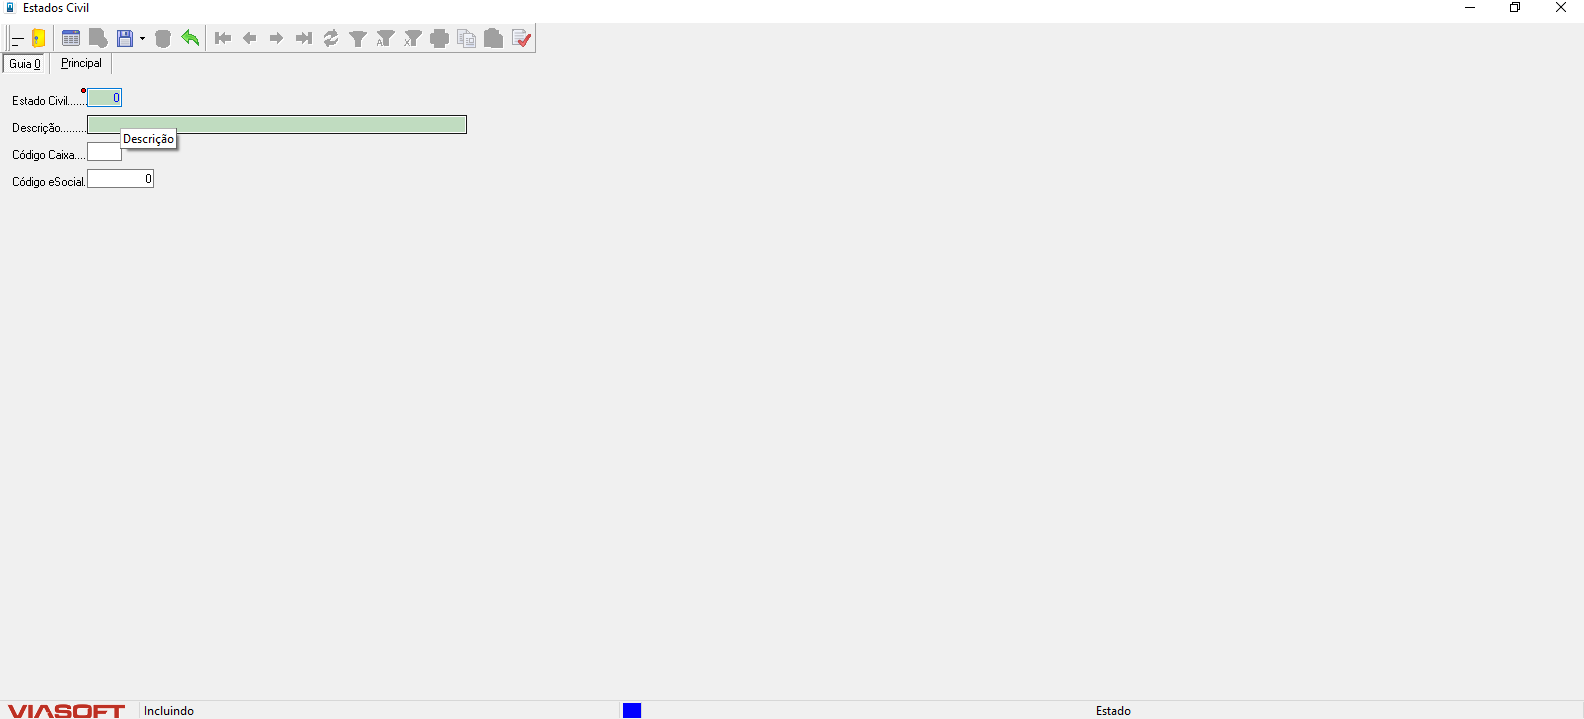 Estados Civil
Guia 0 Principal
Estado Civil...... 0
Descrição.........
Descrição
Código Caixa....
Código eSocial. 0
VIASOFT Incluindo Estado